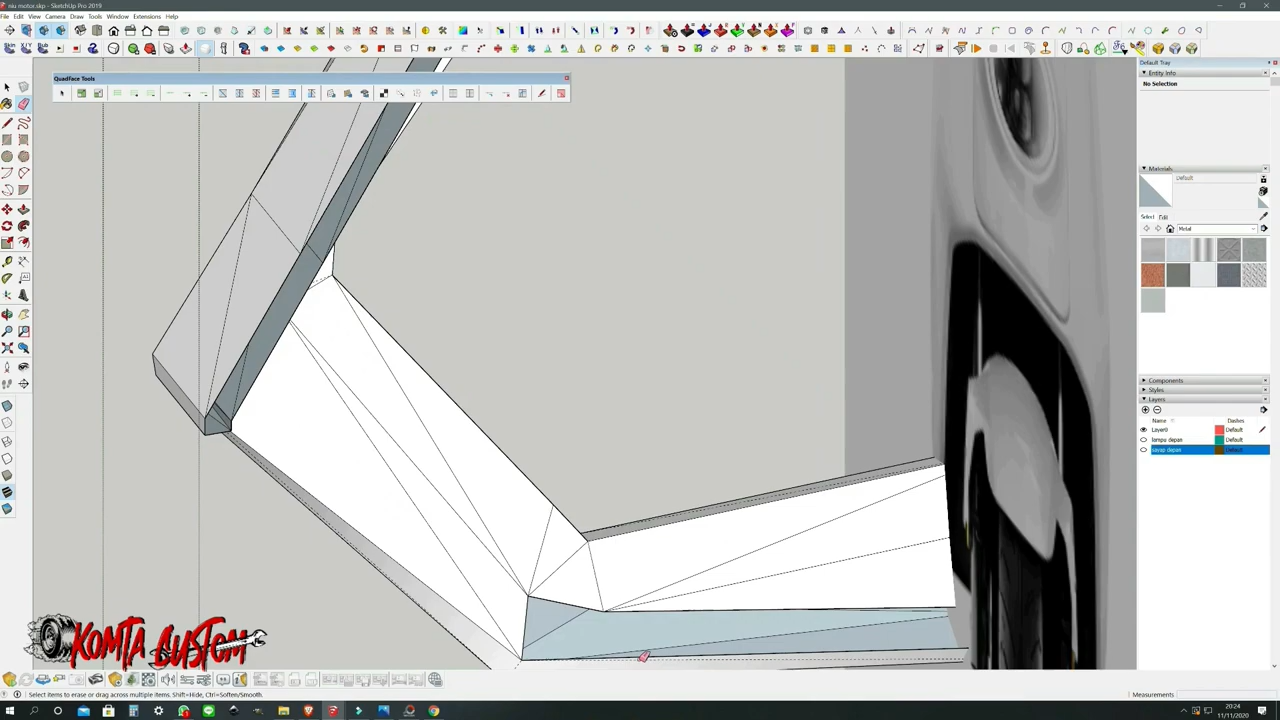 niu motor.skp - SketchUp Pro 2019
File Edit View Camera Draw Tools Window Extensions Help
QuadFace Tools
Default Tray
Entity Info
No Selection
Materials
Default
Select Edit
Metal
Components
Styles
Layers
Name Dashes
Layer0 Default
lampu depan Default
sayap depan Default
KOMTA CUSTOM
Select items to erase or drag across multiple items. Shift=Hide, Ctrl=Soften/Smooth.
Measurements
20:24
11/11/2020